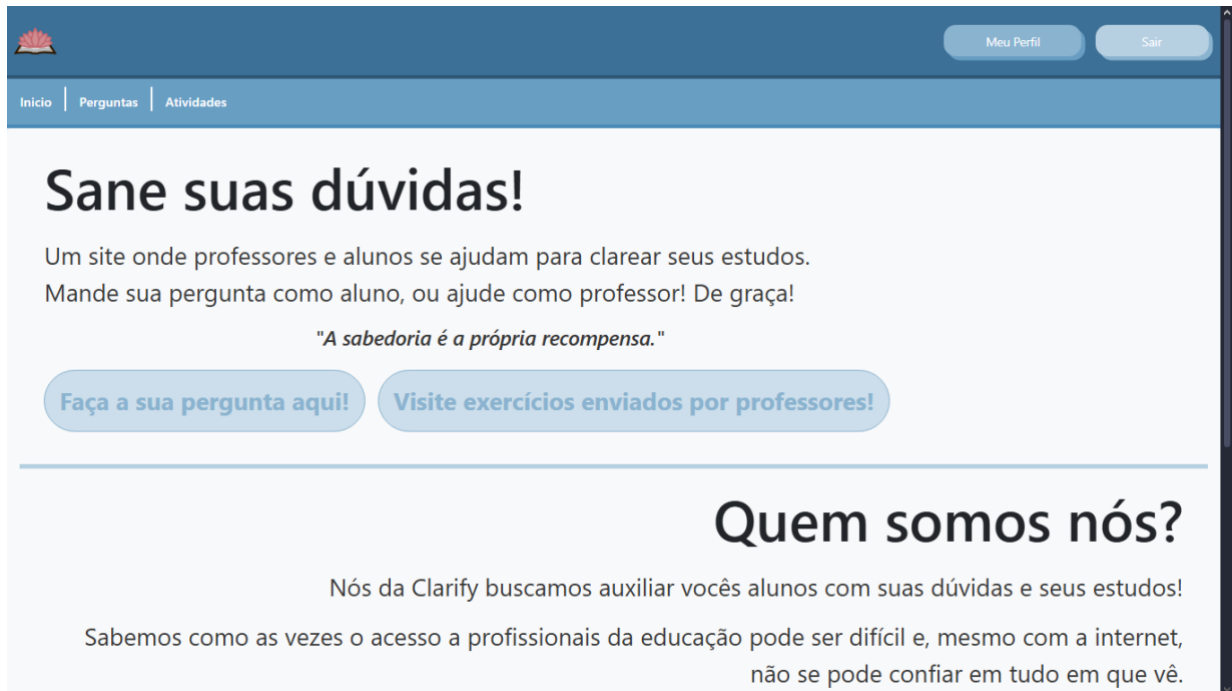 Meu Perfil Sair
Inicio Perguntas Atividades
Sane suas dúvidas!
Um site onde professores e alunos se ajudam para clarear seus estudos.
Mande sua pergunta como aluno, ou ajude como professor! De graça!
"A sabedoria é a própria recompensa."
Faça a sua pergunta aqui! Visite exercícios enviados por professores!
Quem somos nós?
Nós da Clarify buscamos auxiliar vocês alunos com suas dúvidas e seus estudos!
Sabemos como as vezes o acesso a profissionais da educação pode ser difícil e, mesmo com a internet,
não se pode confiar em tudo em que vê.